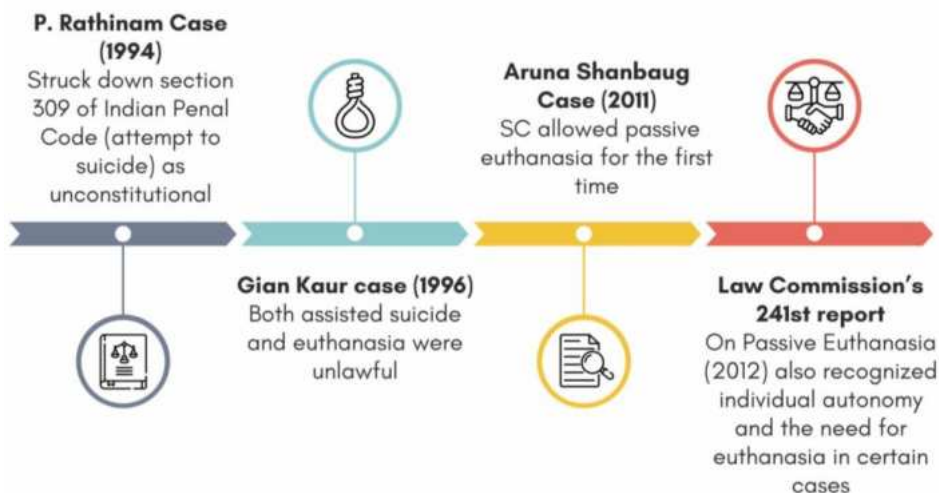 P. Rathinam Case
(1994)
Struck down section
309 of Indian Penal
Code (attempt to
suicide) as
unconstitutional
Gian Kaur case (1996)
Both assisted suicide
and euthanasia were
unlawful
Aruna Shanbaug
Case (2011)
SC allowed passive
euthanasia for the first
time
Law Commission's
241st report
On Passive Euthanasia
(2012) also recognized
individual autonomy
and the need for
euthanasia in certain
cases